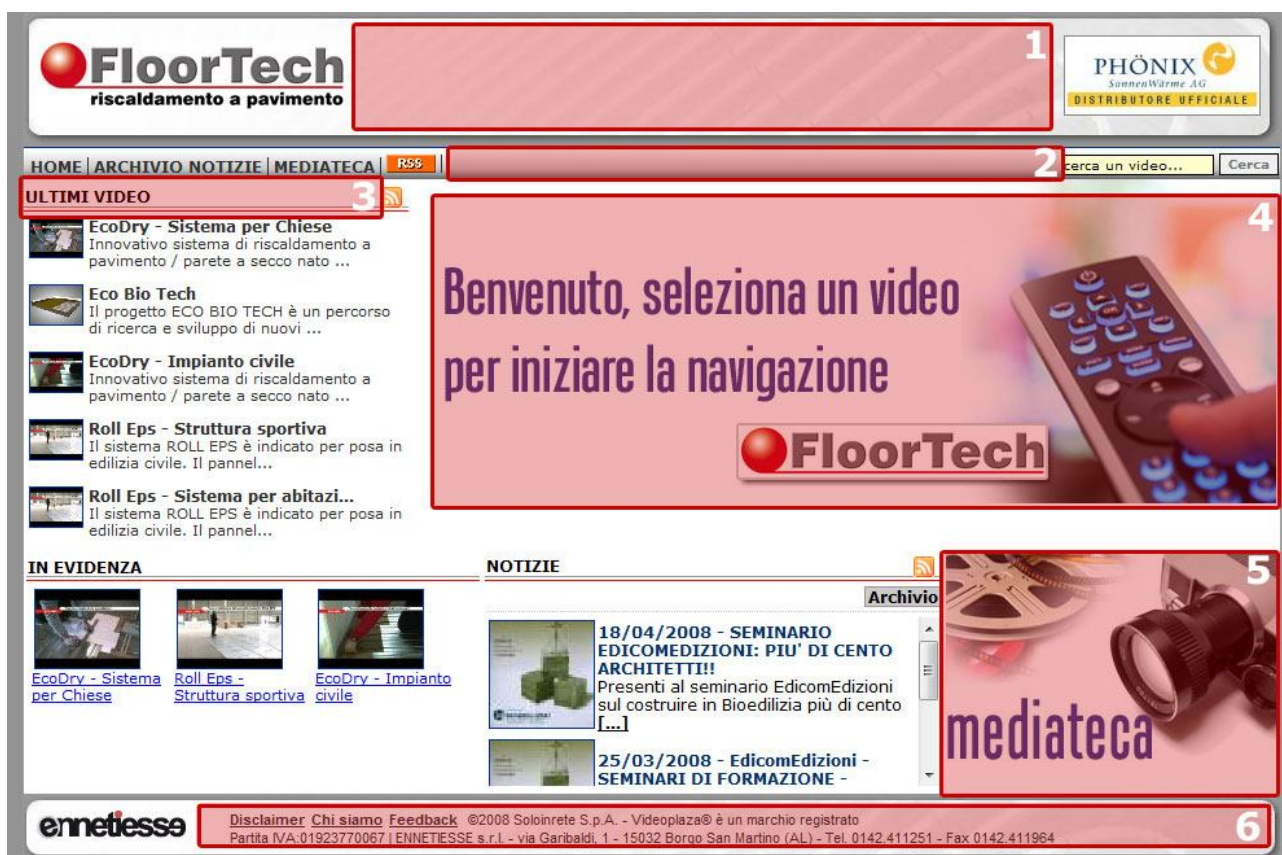 FloorTech
riscaldamento a pavimento
1
PHÖNIX
SonnenWärme AG
DISTRIBUTORE UFFICIALE
HOME | ARCHIVIO NOTIZIE | MEDIATECA | RSS |
2
cerca un video...
Cerca
ULTIMI VIDEO
3
EcoDry - Sistema per Chiese
Innovativo sistema di riscaldamento a
pavimento / parete a secco nato ...
Eco Bio Tech
Il progetto ECO BIO TECH è un percorso
di ricerca e sviluppo di nuovi ...
EcoDry - Impianto civile
Innovativo sistema di riscaldamento a
pavimento / parete a secco nato ...
Roll Eps - Struttura sportiva
Il sistema ROLL EPS è indicato per posa in
edilizia civile. Il pannel...
Roll Eps - Sistema per abitazi...
Il sistema ROLL EPS è indicato per posa in
edilizia civile. Il pannel...
4
Benvenuto, seleziona un video
per iniziare la navigazione
FloorTech
IN EVIDENZA
EcoDry - Sistema
per Chiese
Roll Eps -
Struttura sportiva
EcoDry - Impianto
civile
NOTIZIE
Archivio
18/04/2008 - SEMINARIO
EDICOMEDIZIONI: PIU' DI CENTO
ARCHITETTI!!
Presenti al seminario EdicomEdizioni
sul costruire in Bioedilizia più di cento
[...]
25/03/2008 - EdicomEdizioni -
SEMINARI DI FORMAZIONE -
5
mediateca
ennetiesse
Disclaimer Chi siamo Feedback ©2008 Soloinrete S.p.A. - Videoplaza® è un marchio registrato
Partita IVA:01923770067 | ENNETIESSE s.r.l. - via Garibaldi, 1 - 15032 Borgo San Martino (AL) - Tel. 0142.411251 - Fax 0142.411964
6